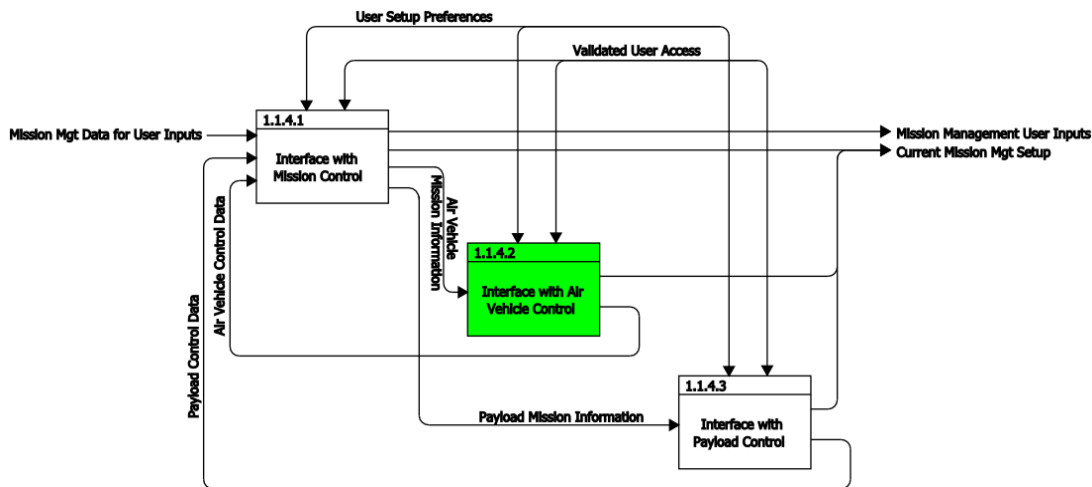 User Setup Preferences
Validated User Access
1.1.4.1
Mission Mgt Data for User Inputs
Interface with
Mission Control
Mission Management User Inputs
Current Mission Mgt Setup
Air Vehicle
Mission Information
Air Vehicle Control Data
Payload Control Data
1.1.4.2
Interface with Air
Vehicle Control
1.1.4.3
Payload Mission Information
Interface with
Payload Control